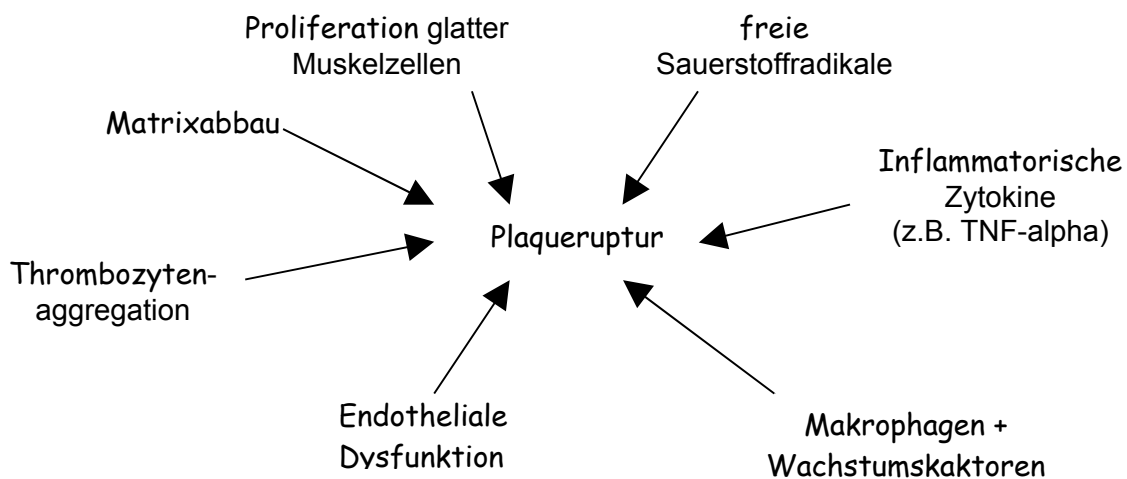 Proliferation glatter
Muskelzellen
freie
Sauerstoffradikale
Matrixabbau
Inflammatorische
Zytokine
(z.B. TNF-alpha)
Plaqueruptur
Thrombozyten-
aggregation
Endotheliale
Dysfunktion
Makrophagen +
Wachstumskaktoren